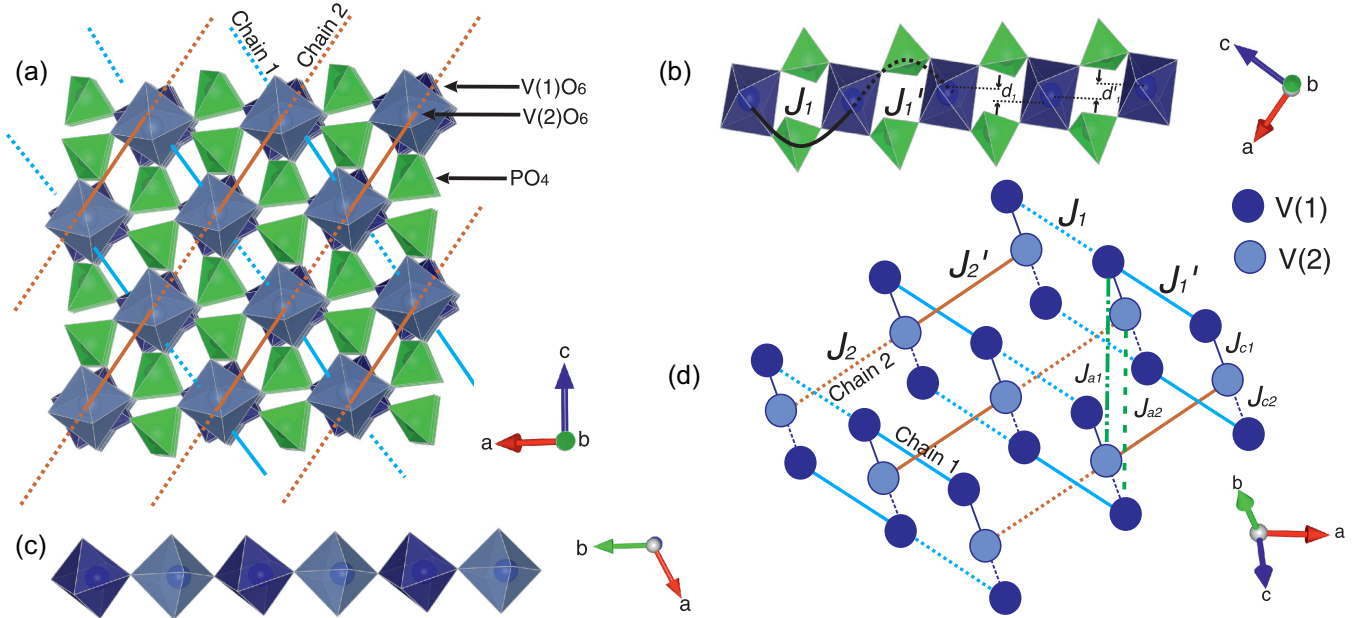 (a)
Chain 1
Chain 2
V(1)O6
V(2)O6
PO4
c
a
b
(b)
J1
J1'
d1
d'1
c
b
a
V(1)
V(2)
(c)
b
a
(d)
J1
J2'
J1'
J2
Chain 2
Chain 1
Jc1
Ja1
Ja2
Jc2
b
a
c